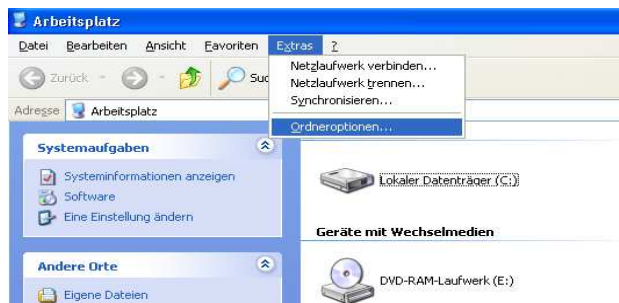 Arbeitsplatz
Datei Bearbeiten Ansicht Favoriten Extras ?
Zurück
Netzlaufwerk verbinden...
Netzlaufwerk trennen...
Synchronisieren...
Ordneroptionen...
Adresse Arbeitsplatz
Systemaufgaben
Systeminformationen anzeigen
Software
Eine Einstellung ändern
Andere Orte
Eigene Dateien
Lokaler Datenträger (C:)
Geräte mit Wechselmedien
DVD-RAM-Laufwerk (E:)